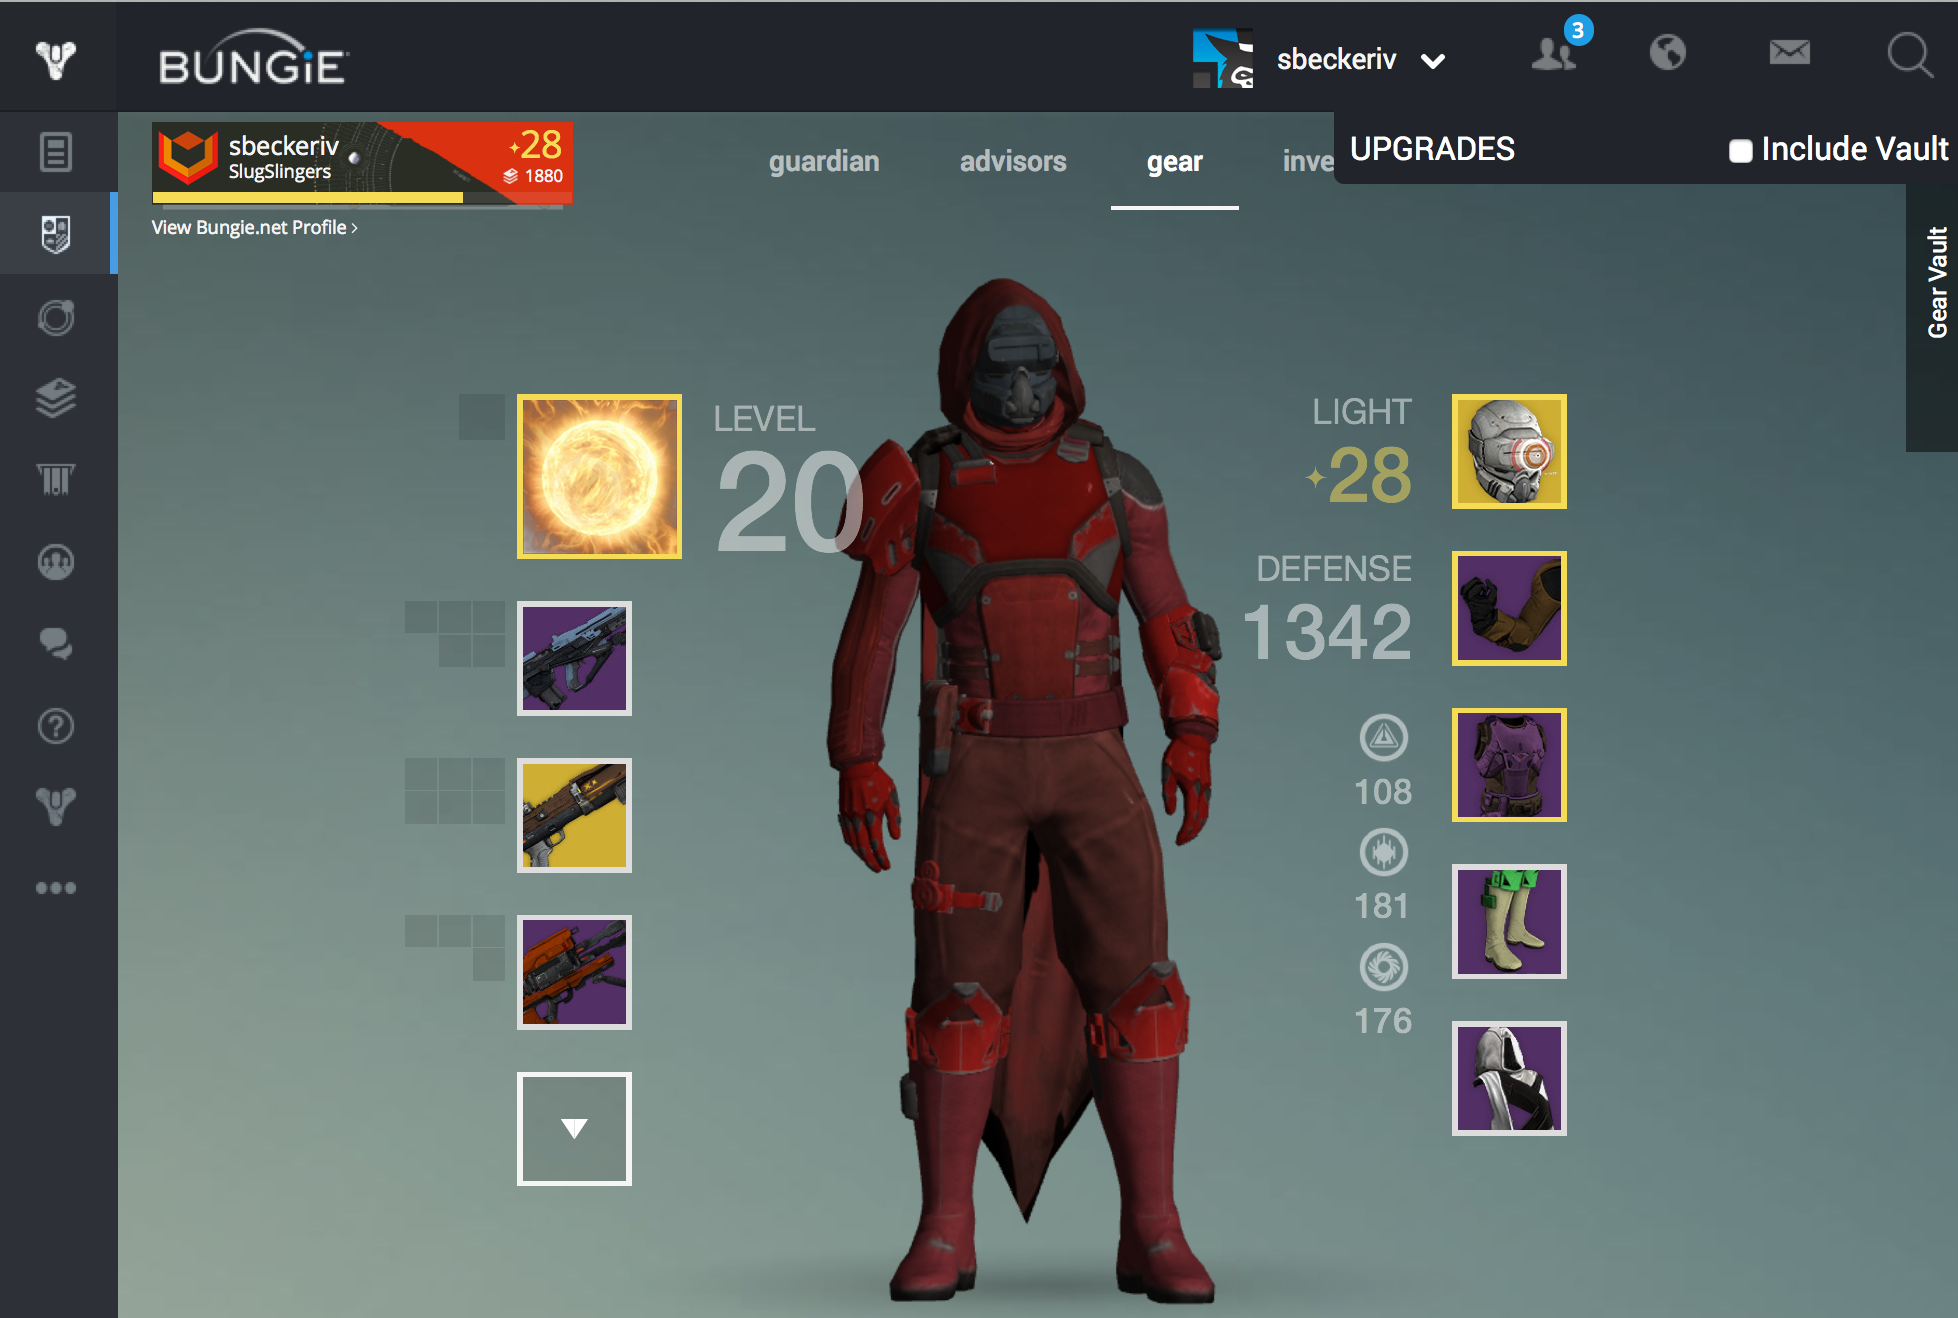 BUNGiE
sbeckeriv
3
sbeckeriv
SlugSlingers
28
1880
View Bungie.net Profile ›
guardian
advisors
gear
inve
UPGRADES
Include Vault
Gear Vault
LEVEL
20
LIGHT
28
DEFENSE
1342
108
181
176